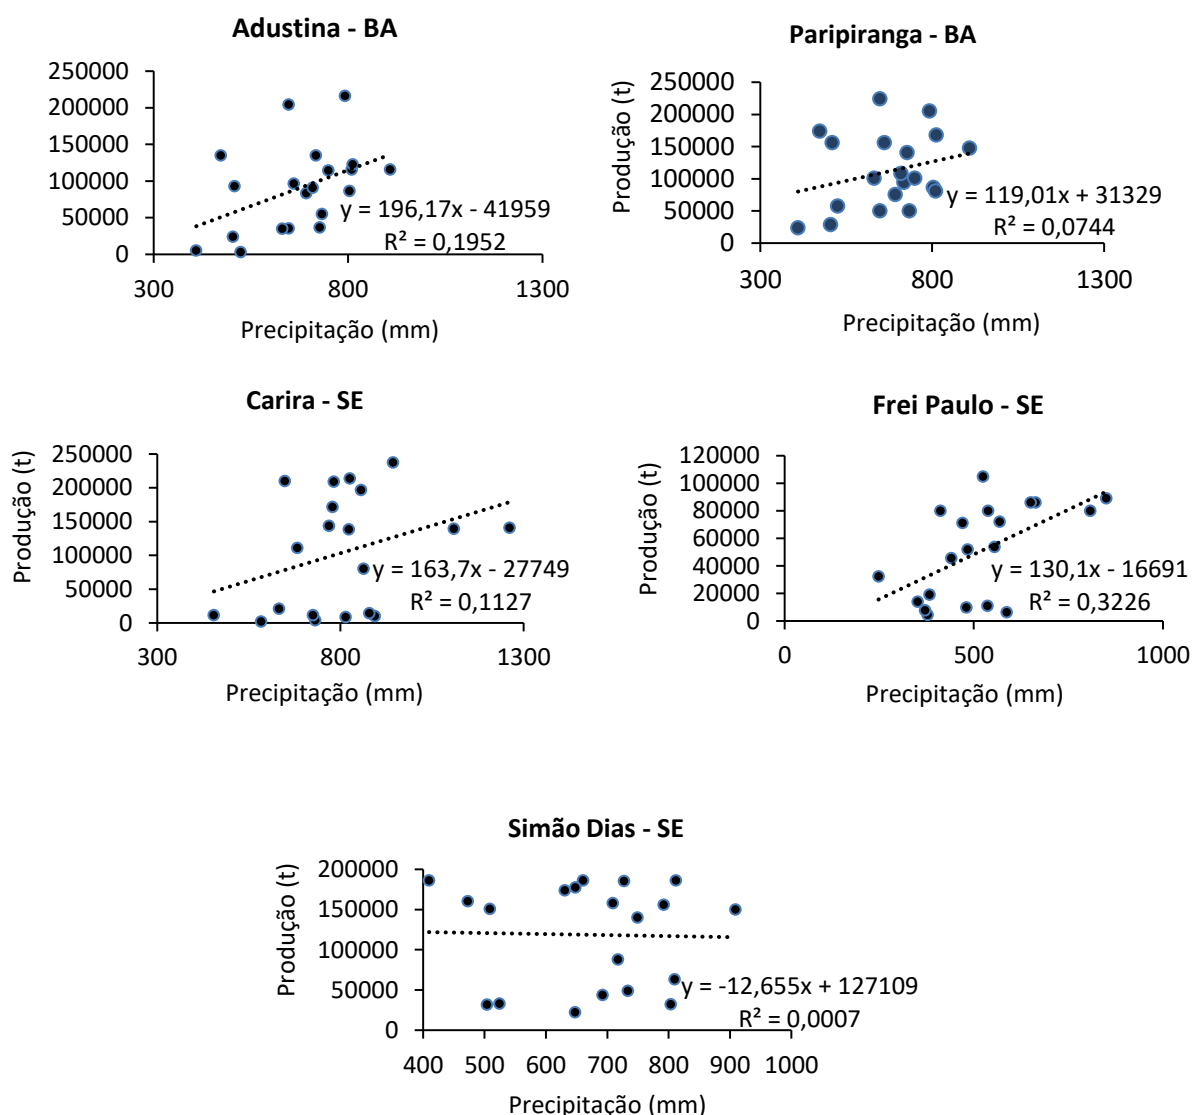 Adustina - BA
250000
200000
150000
100000
50000
0
y = 196,17x - 41959
R² = 0,1952
300
800
1300
Precipitação (mm)
Paripiranga - BA
Produção (t)
250000
200000
150000
100000
50000
0
y = 119,01x + 31329
R² = 0,0744
300
800
1300
Precipitação (mm)
Carira - SE
Produção (t)
250000
200000
150000
100000
50000
0
y = 163,7x - 27749
R² = 0,1127
300
800
1300
Precipitação (mm)
Frei Paulo - SE
Produção (t)
120000
100000
80000
60000
40000
20000
0
y = 130,1x - 16691
R² = 0,3226
0
500
1000
Precipitação (mm)
Simão Dias - SE
Produção (t)
200000
150000
100000
50000
0
y = -12,655x + 127109
R² = 0,0007
400 500 600 700 800 900 1000
Precipitação (mm)